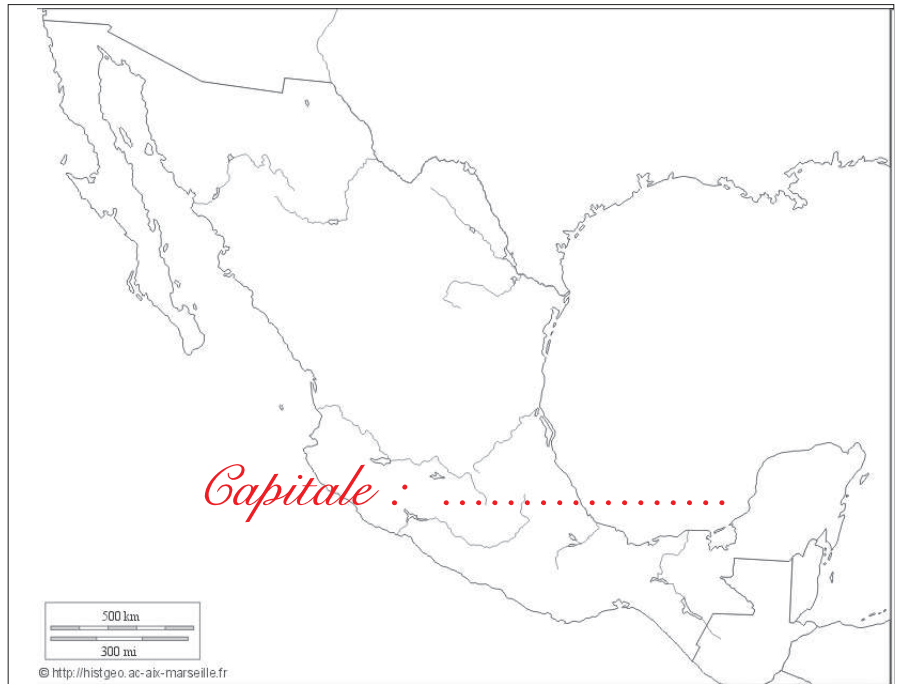 Capitale : ..................
500 km
300 mi
© http://histgeo.ac-aix-marseille.fr